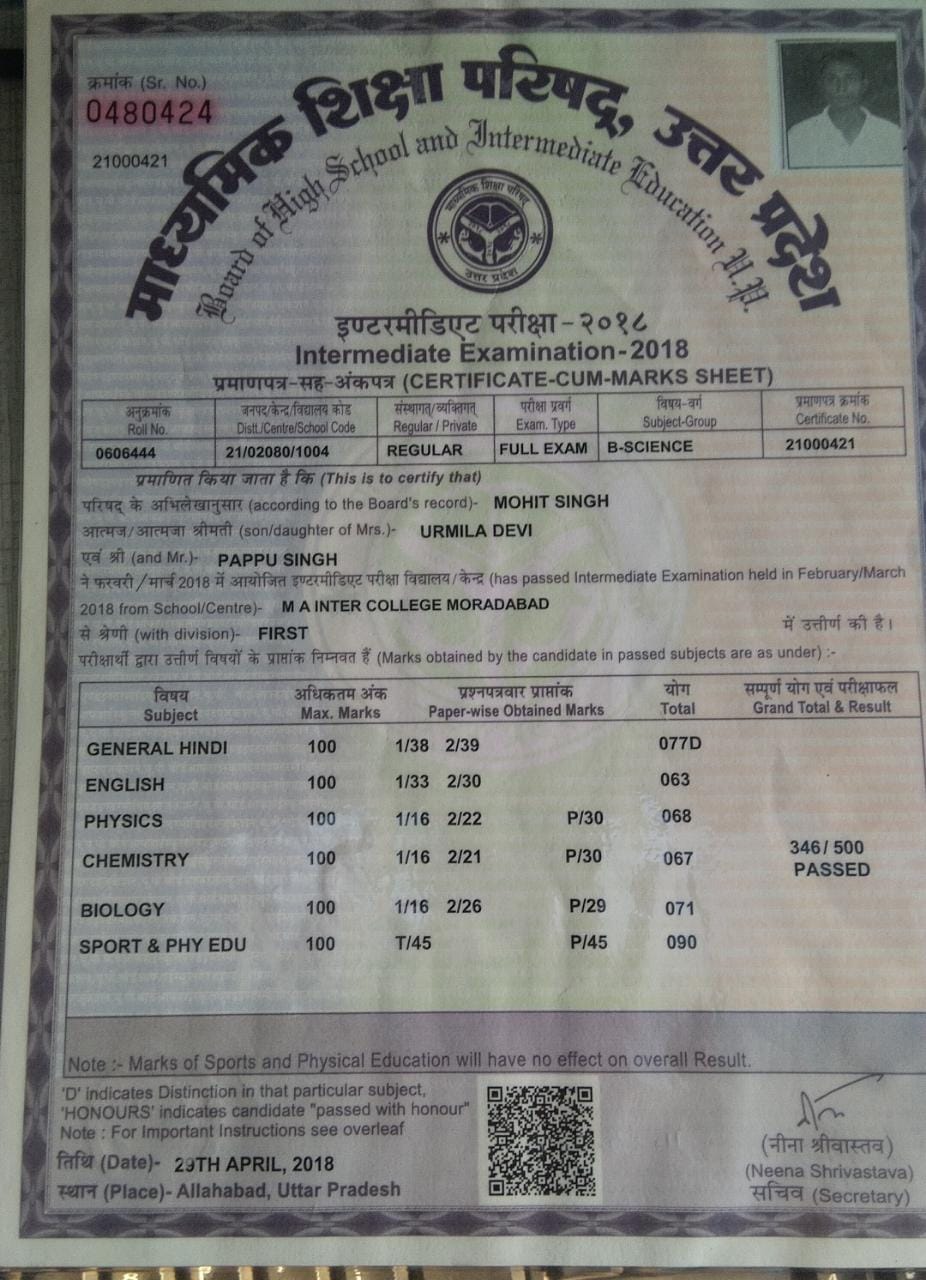 क्रमांक (Sr. No.)
0480424
21000421
माध्यमिक शिक्षा परिषद्, उत्तर प्रदेश
Board of High School and Intermediate Education U.P.
माध्यमिक शिक्षा परिषद्
उत्तर प्रदेश
इण्टरमीडिएट परीक्षा - २०१८
Intermediate Examination-2018
प्रमाणपत्र-सह-अंकपत्र (CERTIFICATE-CUM-MARKS SHEET)
अनुक्रमांक जनपद/केन्द्र/विद्यालय कोड संस्थागत/व्यक्तिगत परीक्षा प्रवर्ग विषय-वर्ग प्रमाणपत्र क्रमांक
Roll No. Distt./Centre/School Code Regular / Private Exam. Type Subject-Group Certificate No.
0606444 21/02080/1004 REGULAR FULL EXAM B-SCIENCE 21000421
प्रमाणित किया जाता है कि (This is to certify that)
परिषद् के अभिलेखानुसार (according to the Board's record)- MOHIT SINGH
आत्मज/आत्मजा श्रीमती (son/daughter of Mrs.)- URMILA DEVI
एवं श्री (and Mr.)- PAPPU SINGH
ने फरवरी/मार्च 2018 में आयोजित इण्टरमीडिएट परीक्षा विद्यालय/केन्द्र (has passed Intermediate Examination held in February/March
2018 from School/Centre)- M A INTER COLLEGE MORADABAD
से श्रेणी (with division)- FIRST में उत्तीर्ण की है।
परीक्षार्थी द्वारा उत्तीर्ण विषयों के प्राप्तांक निम्नवत हैं (Marks obtained by the candidate in passed subjects are as under) :-
विषय अधिकतम अंक प्रश्नपत्रवार प्राप्तांक योग सम्पूर्ण योग एवं परीक्षाफल
Subject Max. Marks Paper-wise Obtained Marks Total Grand Total & Result
GENERAL HINDI 100 1/38 2/39 077D
ENGLISH 100 1/33 2/30 063
PHYSICS 100 1/16 2/22 P/30 068
CHEMISTRY 100 1/16 2/21 P/30 067 346/ 500
PASSED
BIOLOGY 100 1/16 2/26 P/29 071
SPORT & PHY EDU 100 T/45 P/45 090
Note :- Marks of Sports and Physical Education will have no effect on overall Result.
'D' indicates Distinction in that particular subject,
'HONOURS' indicates candidate "passed with honour"
Note : For Important Instructions see overleaf
तिथि (Date)- 29TH APRIL, 2018
स्थान (Place)- Allahabad, Uttar Pradesh
(नीना श्रीवास्तव)
(Neena Shrivastava)
सचिव (Secretary)